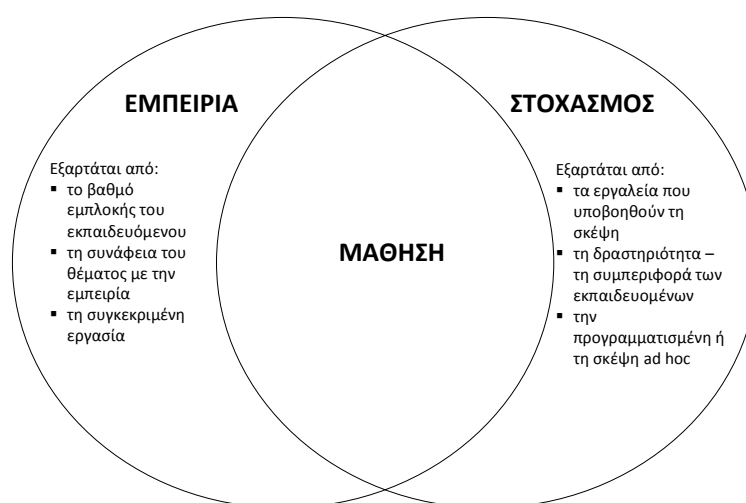 ΕΜΠΕΙΡΙΑ
Εξαρτάται από:
▪ το βαθμό
εμπλοκής του
εκπαιδευόμενου
▪ τη συνάφεια του
θέματος με την
εμπειρία
▪ τη συγκεκριμένη
εργασία
ΜΑΘΗΣΗ
ΣΤΟΧΑΣΜΟΣ
Εξαρτάται από:
▪ τα εργαλεία που
υποβοηθούν τη
σκέψη
▪ τη δραστηριότητα –
τη συμπεριφορά των
εκπαιδευομένων
▪ την
προγραμματισμένη ή
τη σκέψη ad hoc